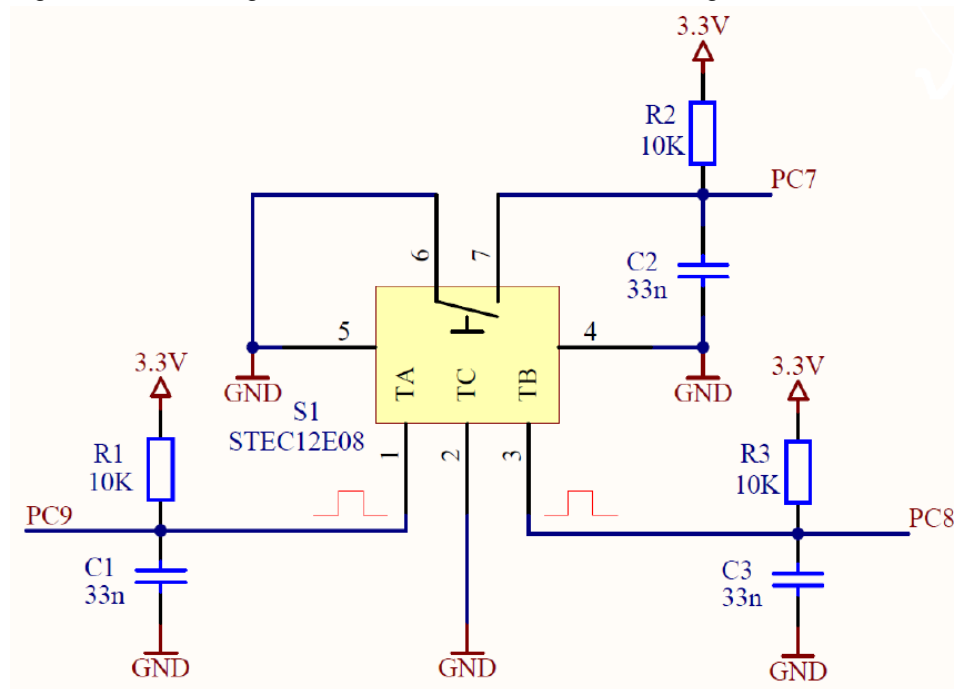 3.3V
R2
10K
PC7
6
7
C2
33n
5
4
GND
GND
TA
TC
TB
3.3V
3.3V
S1
STEC12E08
1
2
3
R1
10K
R3
10K
PC9
PC8
C1
33n
C3
33n
GND
GND
GND